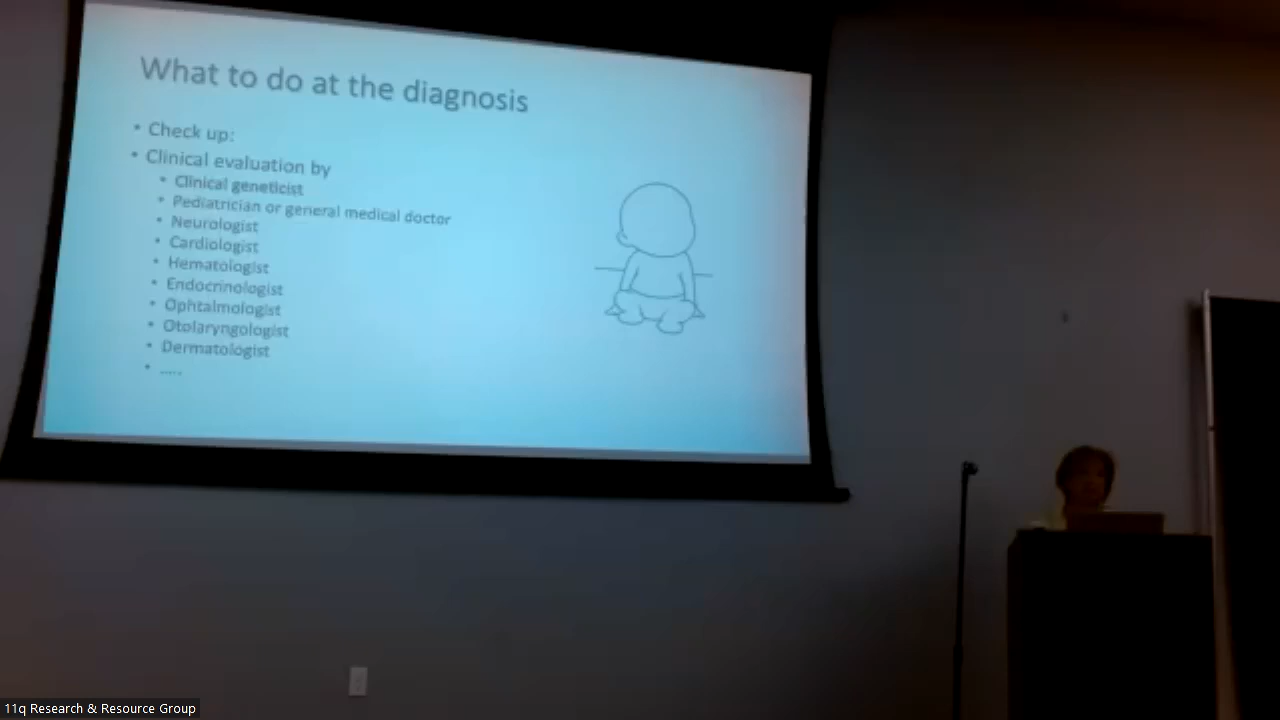 What to do at the diagnosis
• Check up:
• Clinical evaluation by
• Clinical geneticist
• Pediatrician or general medical doctor
• Neurologist
• Cardiologist
• Hematologist
• Endocrinologist
• Ophtalmologist
• Otolaryngologist
• Dermatologist
• .....
11q Research & Resource Group